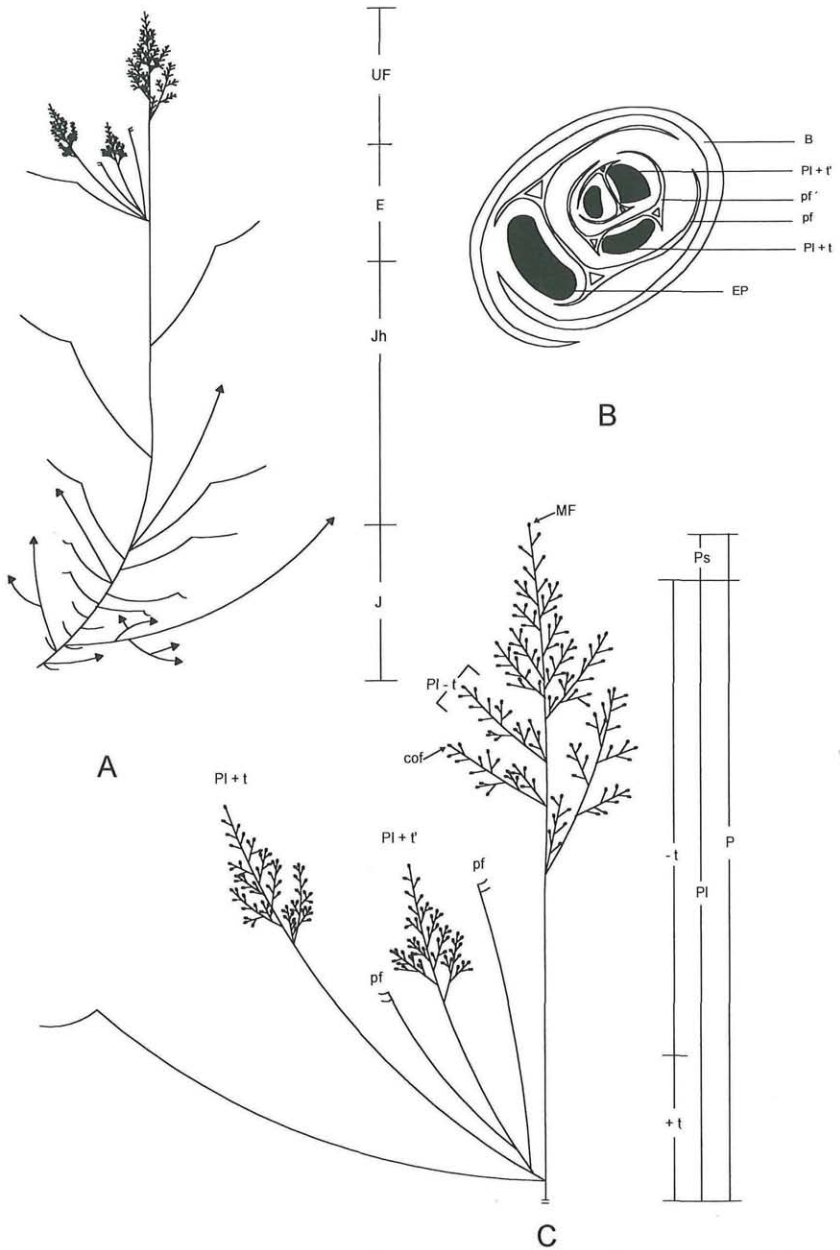 UF
E
Jh
J
A
B
Pl + t'
pf´
pf
Pl + t
EP
B
MF
Ps
Pl - t
cof
Pl + t
Pl + t'
pf
pf
- t
Pl
P
+ t
C